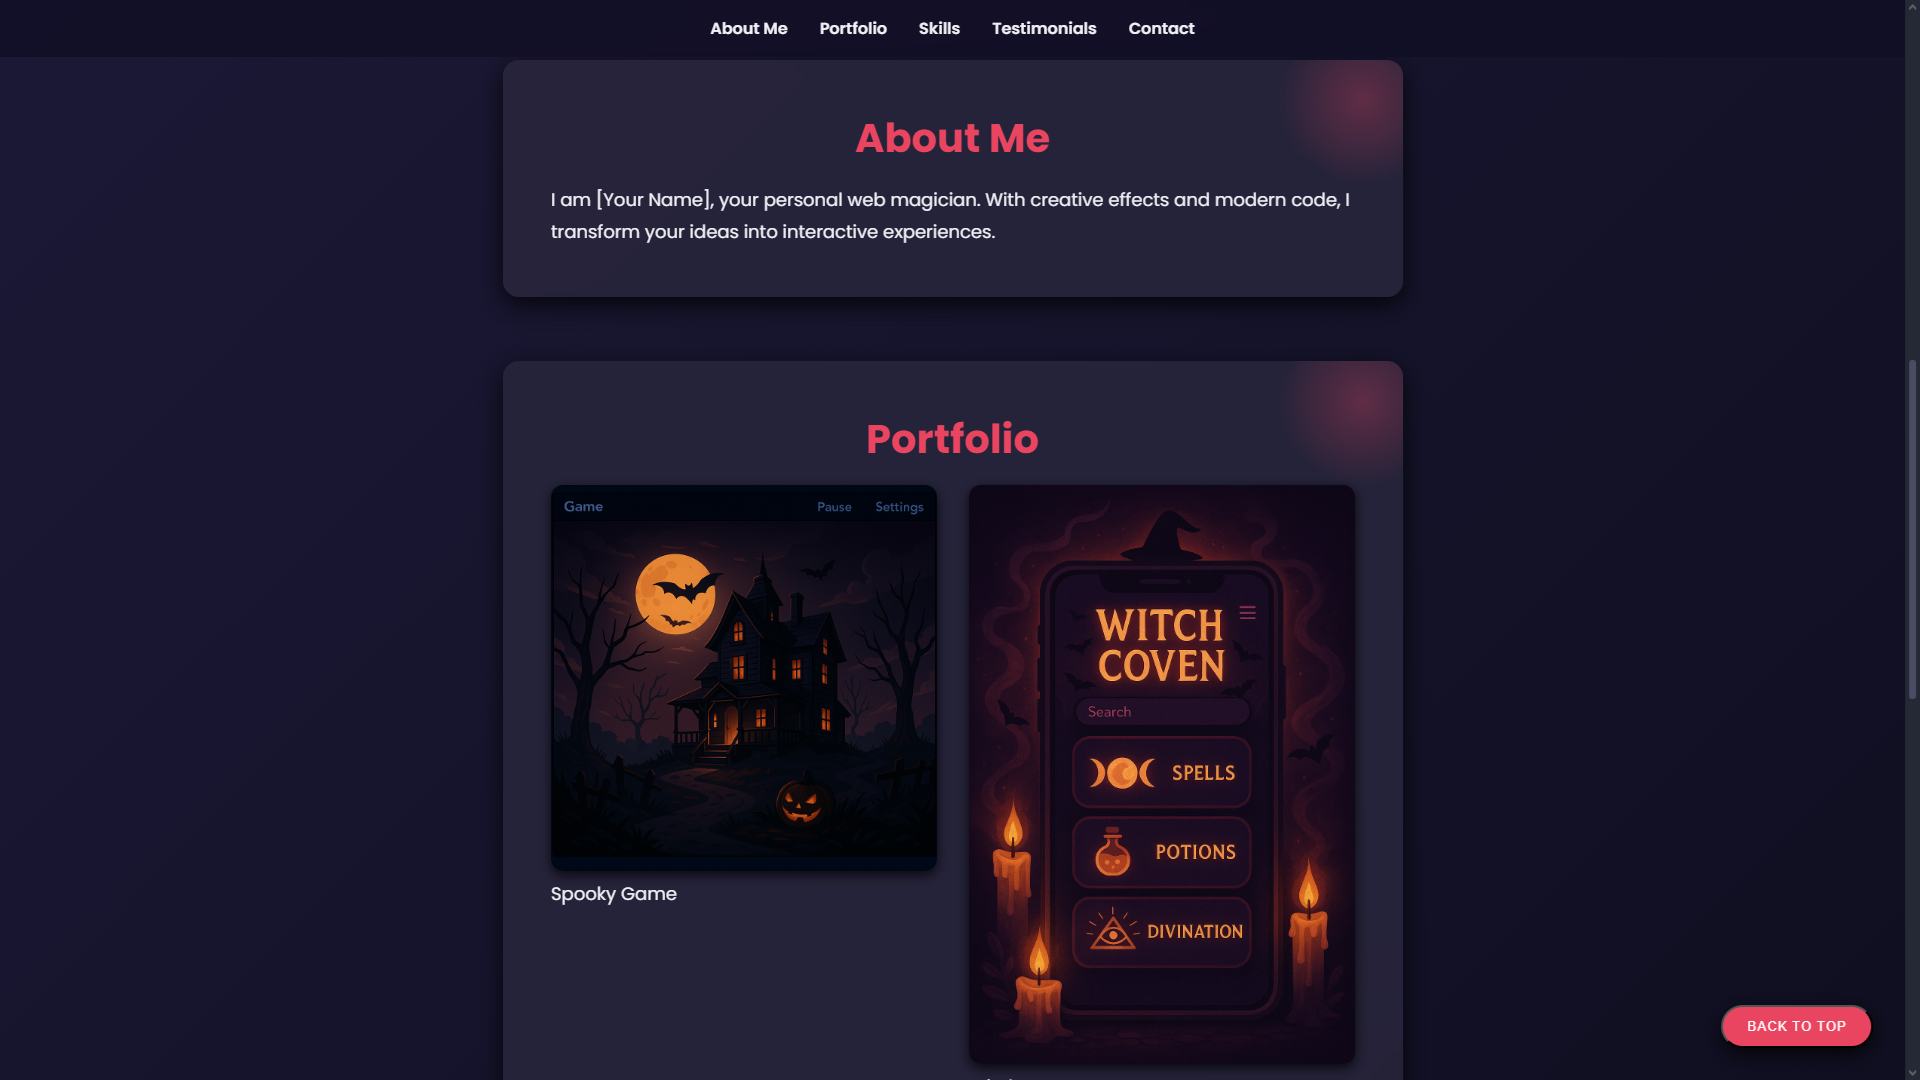 About Me
Portfolio
Skills
Testimonials
Contact
About Me
I am [Your Name], your personal web magician. With creative effects and modern code, I
transform your ideas into interactive experiences.
Portfolio
Game
Pause
Settings
Spooky Game
WITCH
COVEN
Search
SPELLS
POTIONS
DIVINATION
BACK TO TOP